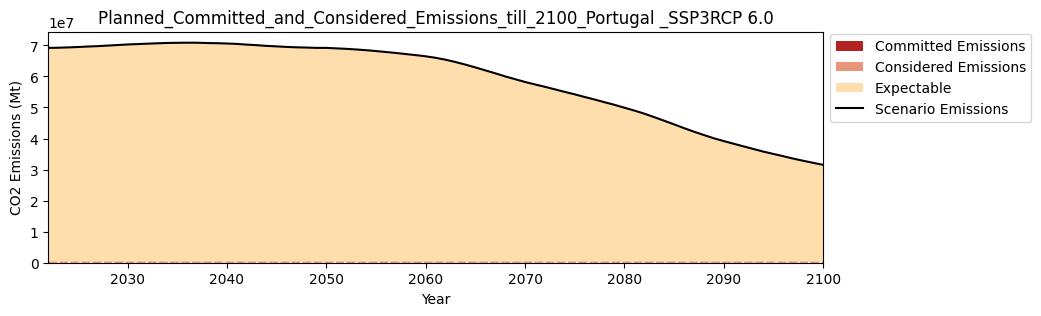 Planned_Committed_and_Considered_Emissions_till_2100_Portugal _SSP3RCP 6.0
1e7
7
6
5
4
3
2
1
0
CO2 Emissions (Mt)
2030 2040 2050 2060 2070 2080 2090 2100
Year
Committed Emissions
Considered Emissions
Expectable
Scenario Emissions